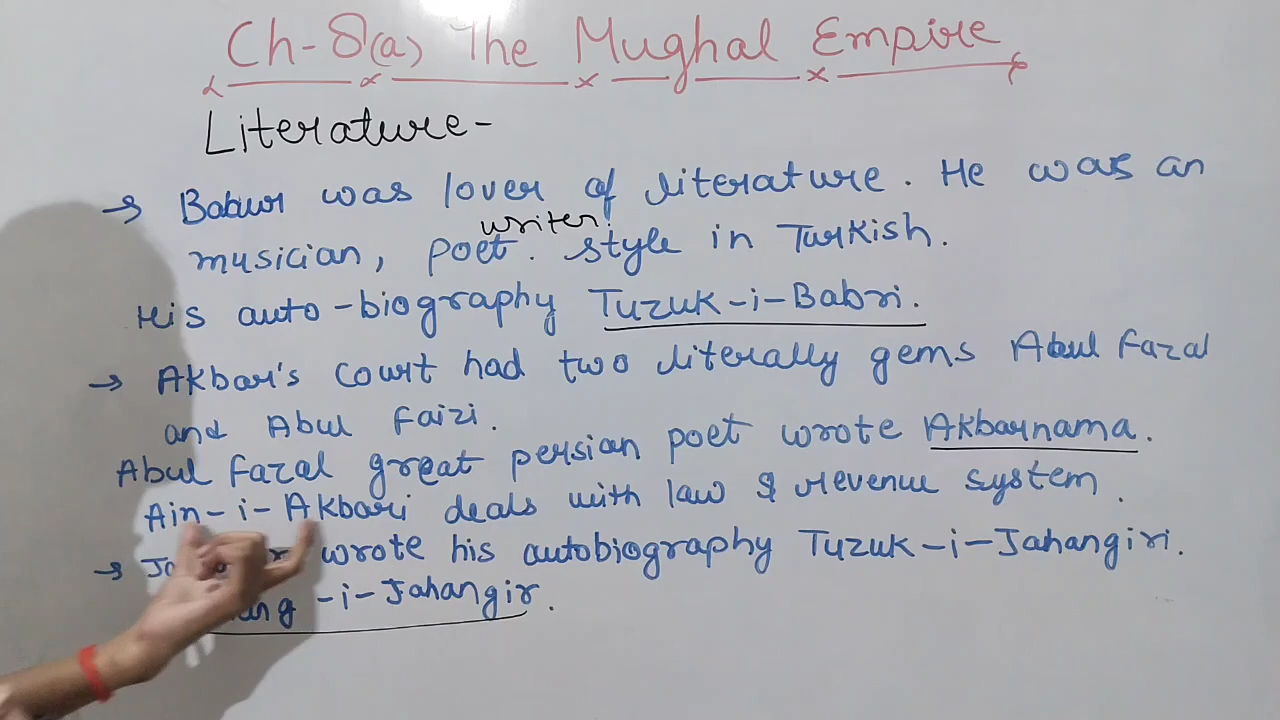 Ch-8(a) The Mughal Empire
Literature-
→ Babur was lover of literature. He was an
writer.
musician, poet. style in Turkish.
His auto-biography Tuzuk-i-Babri.
→ Akbar's court had two literally gems Abul Fazal
and Abul Faizi.
Abul Fazal great persian poet wrote Akbarnama.
Ain-i-Akbari deals with law & revenue system.
→ wrote his autobiography Tuzuk-i-Jahangiri.
-i-Jahangir.